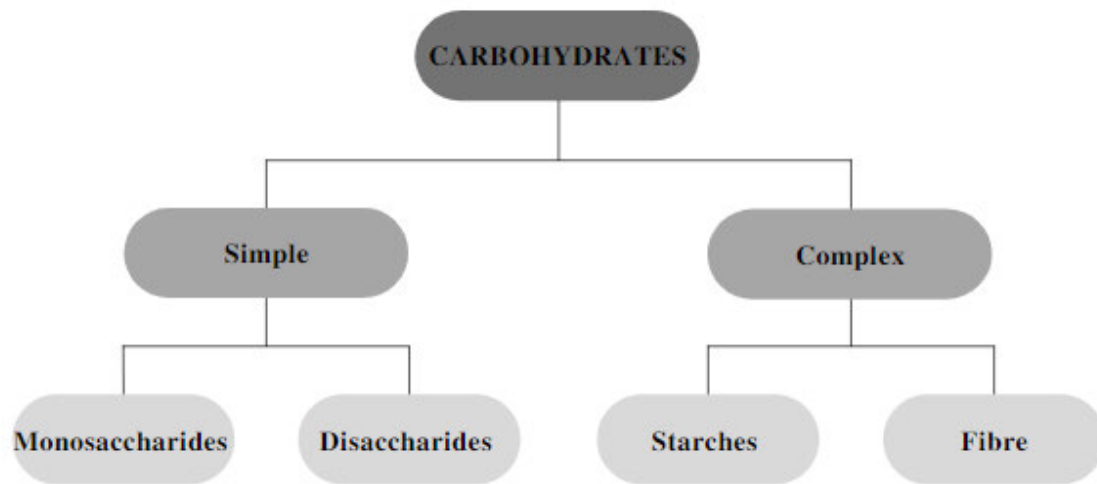 CARBOHYDRATES
Simple
Complex
Monosaccharides
Disaccharides
Starches
Fibre